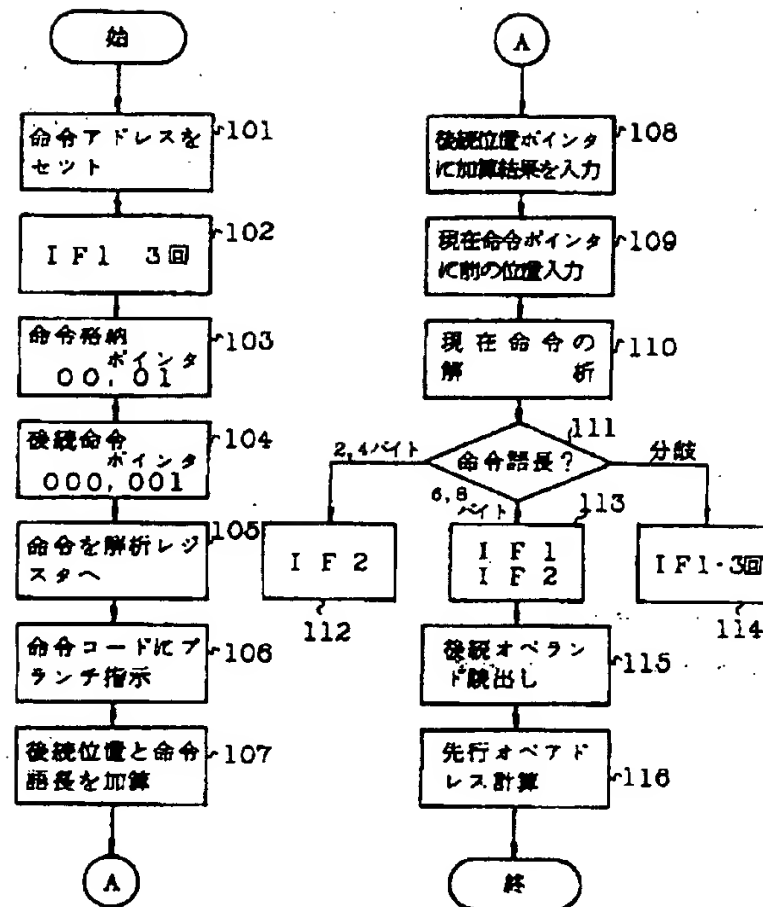 始
命令アドレスを
セット
101
IF1 3回
102
命令格納
ポインタ
00,01
103
後続命令
ポインタ
000,001
104
命令を解析レジ
スタへ
105
命令コードにブ
ランチ指示
106
後続位置と命令
語長を加算
107
A
A
後続位置ポインタ
に加算結果を入力
108
現在命令ポインタ
に前の位置入力
109
現在命令の
解析
110
命令語長?
111
2,4バイト
6,8
バイト
分岐
IF2
112
IF1
IF2
113
IF1・3回
114
後続オペラン
ド読出し
115
先行オペアド
レス計算
116
終